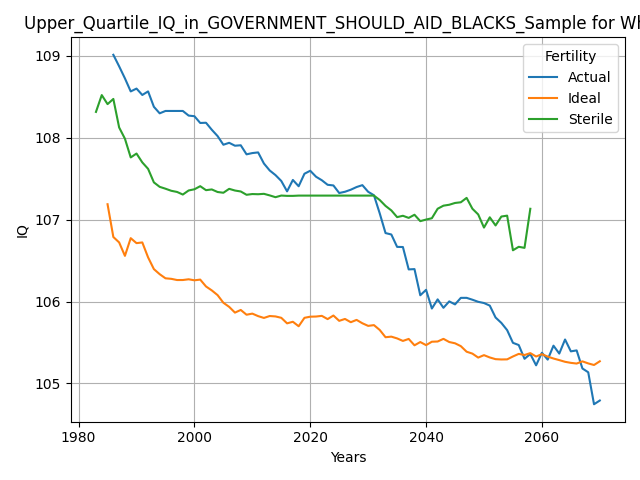 Upper_Quartile_IQ_in_GOVERNMENT_SHOULD_AID_BLACKS_Sample for Wh
Fertility
Actual
Ideal
Sterile
109
108
107
106
105
IQ
1980
2000
2020
2040
2060
Years